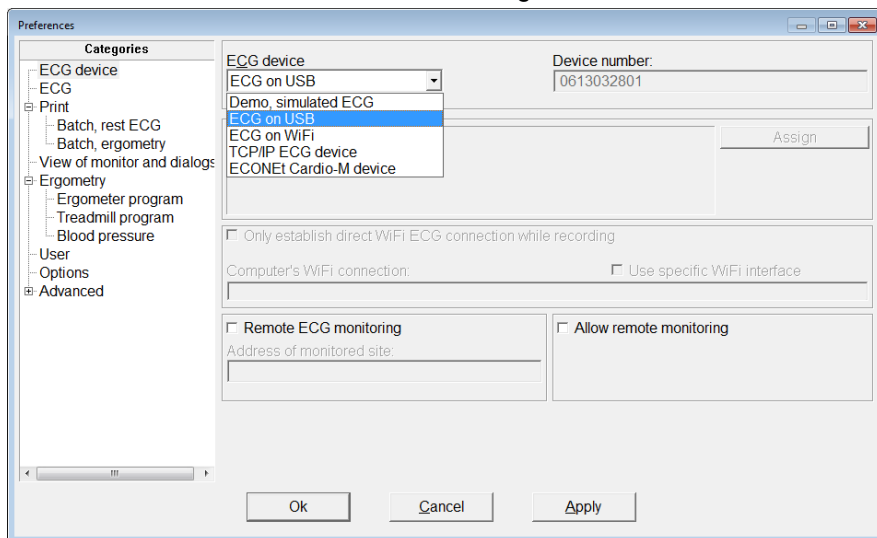 Preferences
Categories
ECG device
ECG
Print
Batch, rest ECG
Batch, ergometry
View of monitor and dialogs
Ergometry
Ergometer program
Treadmill program
Blood pressure
User
Options
Advanced
ECG device
ECG on USB
Demo, simulated ECG
ECG on USB
ECG on WiFi
TCP/IP ECG device
ECONEt Cardio-M device
Device number:
0613032801
Assign
Only establish direct WiFi ECG connection while recording
Computer's WiFi connection:
Use specific WiFi interface
Remote ECG monitoring
Address of monitored site:
Allow remote monitoring
Ok
Cancel
Apply